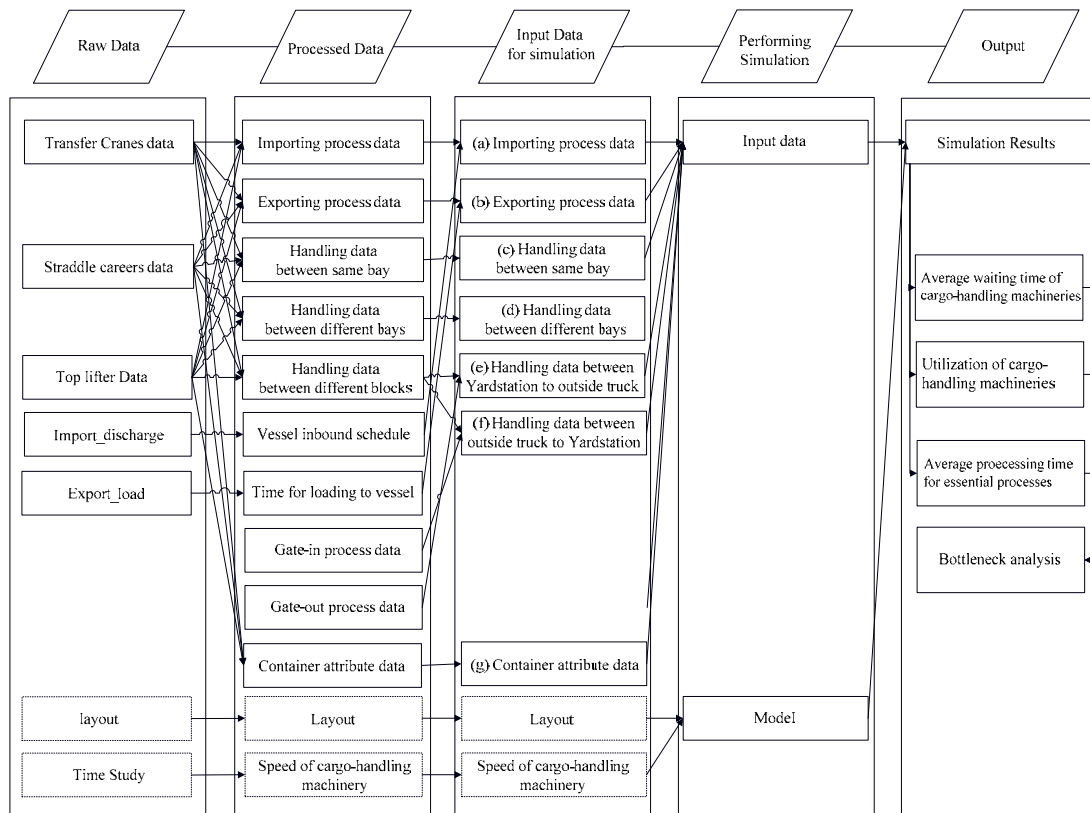 Raw Data
Processed Data
Input Data
for simulation
Performing
Simulation
Output
Transfer Cranes data
Straddle careers data
Top lifter Data
Import_discharge
Export_load
layout
Time Study
Importing process data
Exporting process data
Handling data
between same bay
Handling data
between different bays
Handling data
between different blocks
Vessel inbound schedule
Time for loading to vessel
Gate-in process data
Gate-out process data
Container attribute data
Layout
Speed of cargo-handling
machinery
(a) Importing process data
(b) Exporting process data
(c) Handling data
between same bay
(d) Handling data
between different bays
(e) Handling data between
Yardstation to outside truck
(f) Handling data between
outside truck to Yardstation
(g) Container attribute data
Layout
Speed of cargo-handling
machinery
Input data
Model
Simulation Results
Average waiting time of
cargo-handling machineries
Utilization of cargo-
handling machineries
Average proecessing time
for essential processes
Bottleneck analysis